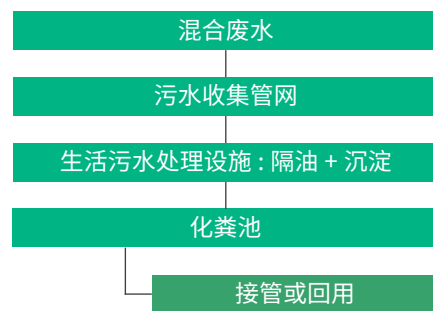 混合废水
污水收集管网
生活污水处理设施 : 隔油 + 沉淀
化粪池
接管或回用